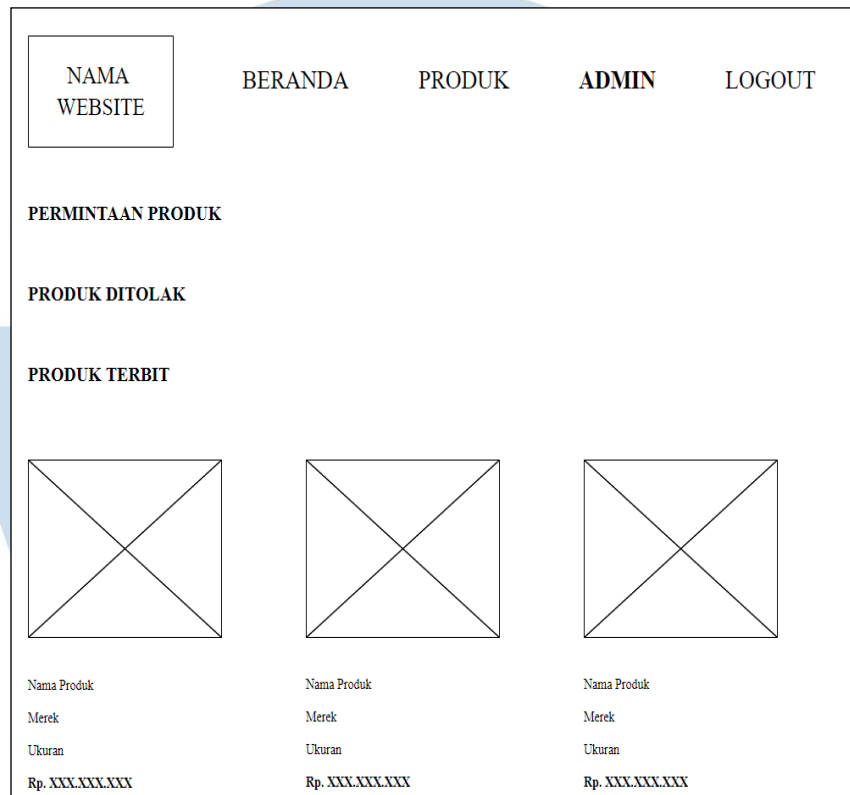 NAMA
WEBSITE
BERANDA PRODUK ADMIN LOGOUT
PERMINTAAN PRODUK
PRODUK DITOLAK
PRODUK TERBIT
Nama Produk Nama Produk Nama Produk
Merek Merek Merek
Ukuran Ukuran Ukuran
Rp. XXX.XXX.XXX Rp. XXX.XXX.XXX Rp. XXX.XXX.XXX